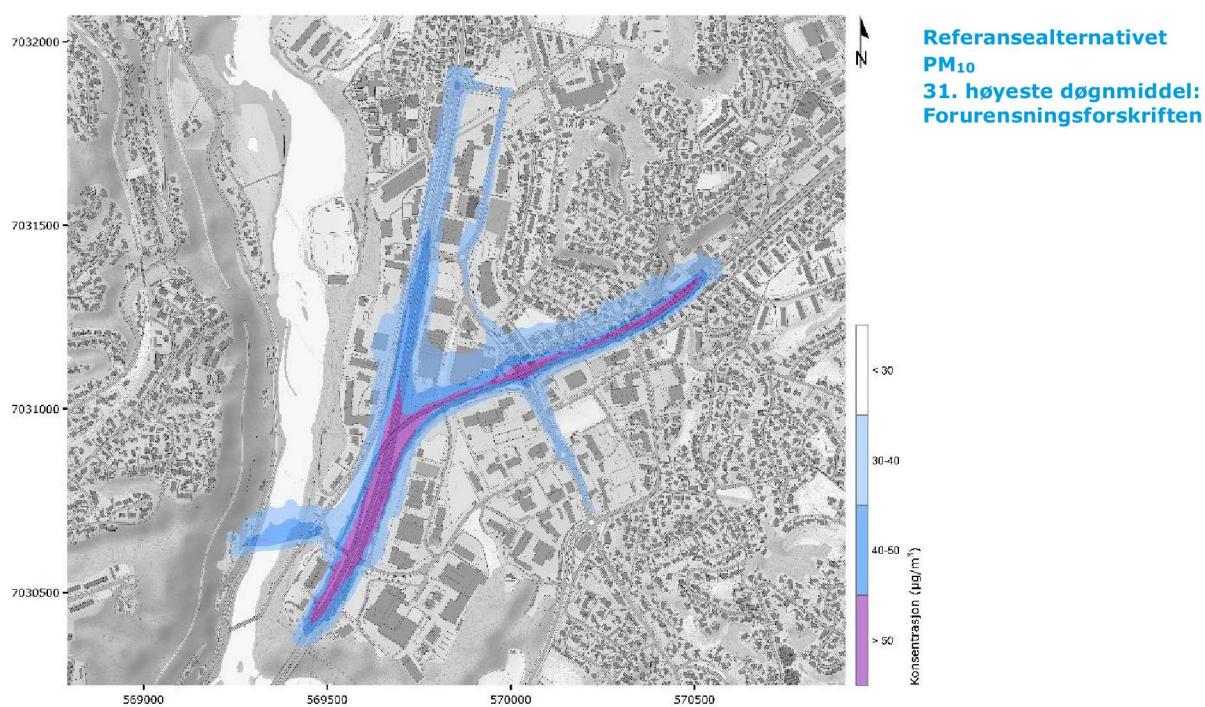 Referansealternativet
PM₁₀
31. høyeste døgnmiddel:
Forurensningsforskriften
N
7032000
7031500
7031000
7030500
569000
569500
570000
570500
< 30
30-40
40-50
> 50
Konsentrasjon (µg/m³)